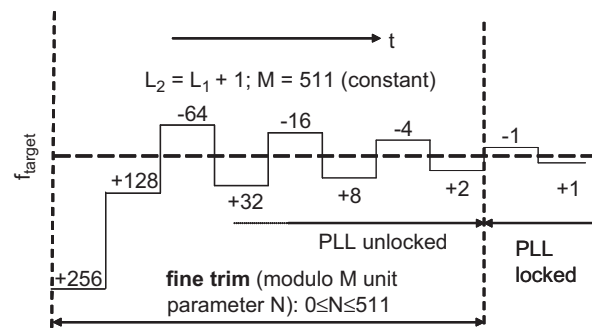 t
L₂ = L₁ + 1; M = 511 (constant)
-64
-16
-4
-1
f_target
+128
+32
+8
+2
+1
PLL unlocked
PLL
locked
+256
fine trim (modulo M unit
parameter N): 0≤N≤511